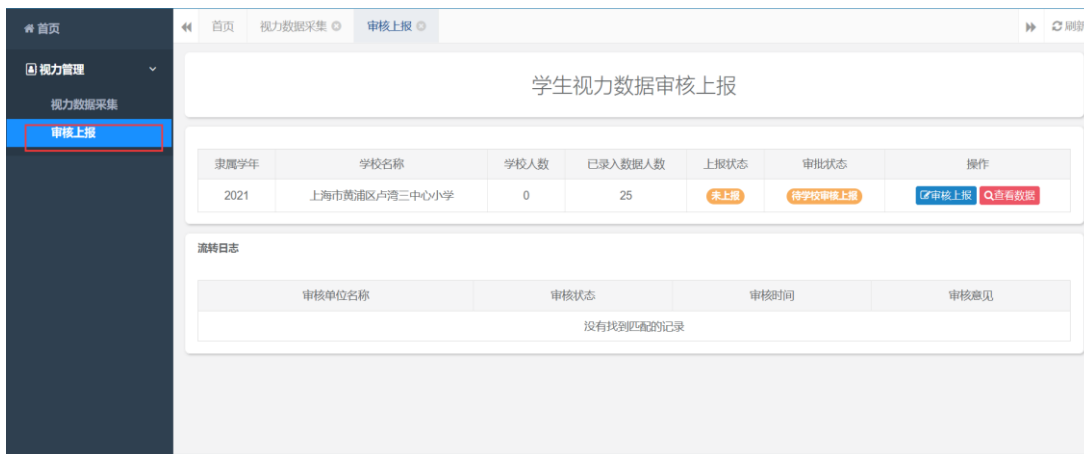 首页
视力管理
视力数据采集
审核上报
首页 视力数据采集 审核上报 刷新
学生视力数据审核上报
隶属学年 学校名称 学校人数 已录入数据人数 上报状态 审批状态 操作
2021 上海市黄浦区卢湾三中心小学 0 25 未上报 待学校审核上报 审核上报 查看数据
流转日志
审核单位名称 审核状态 审核时间 审核意见
没有找到匹配的记录